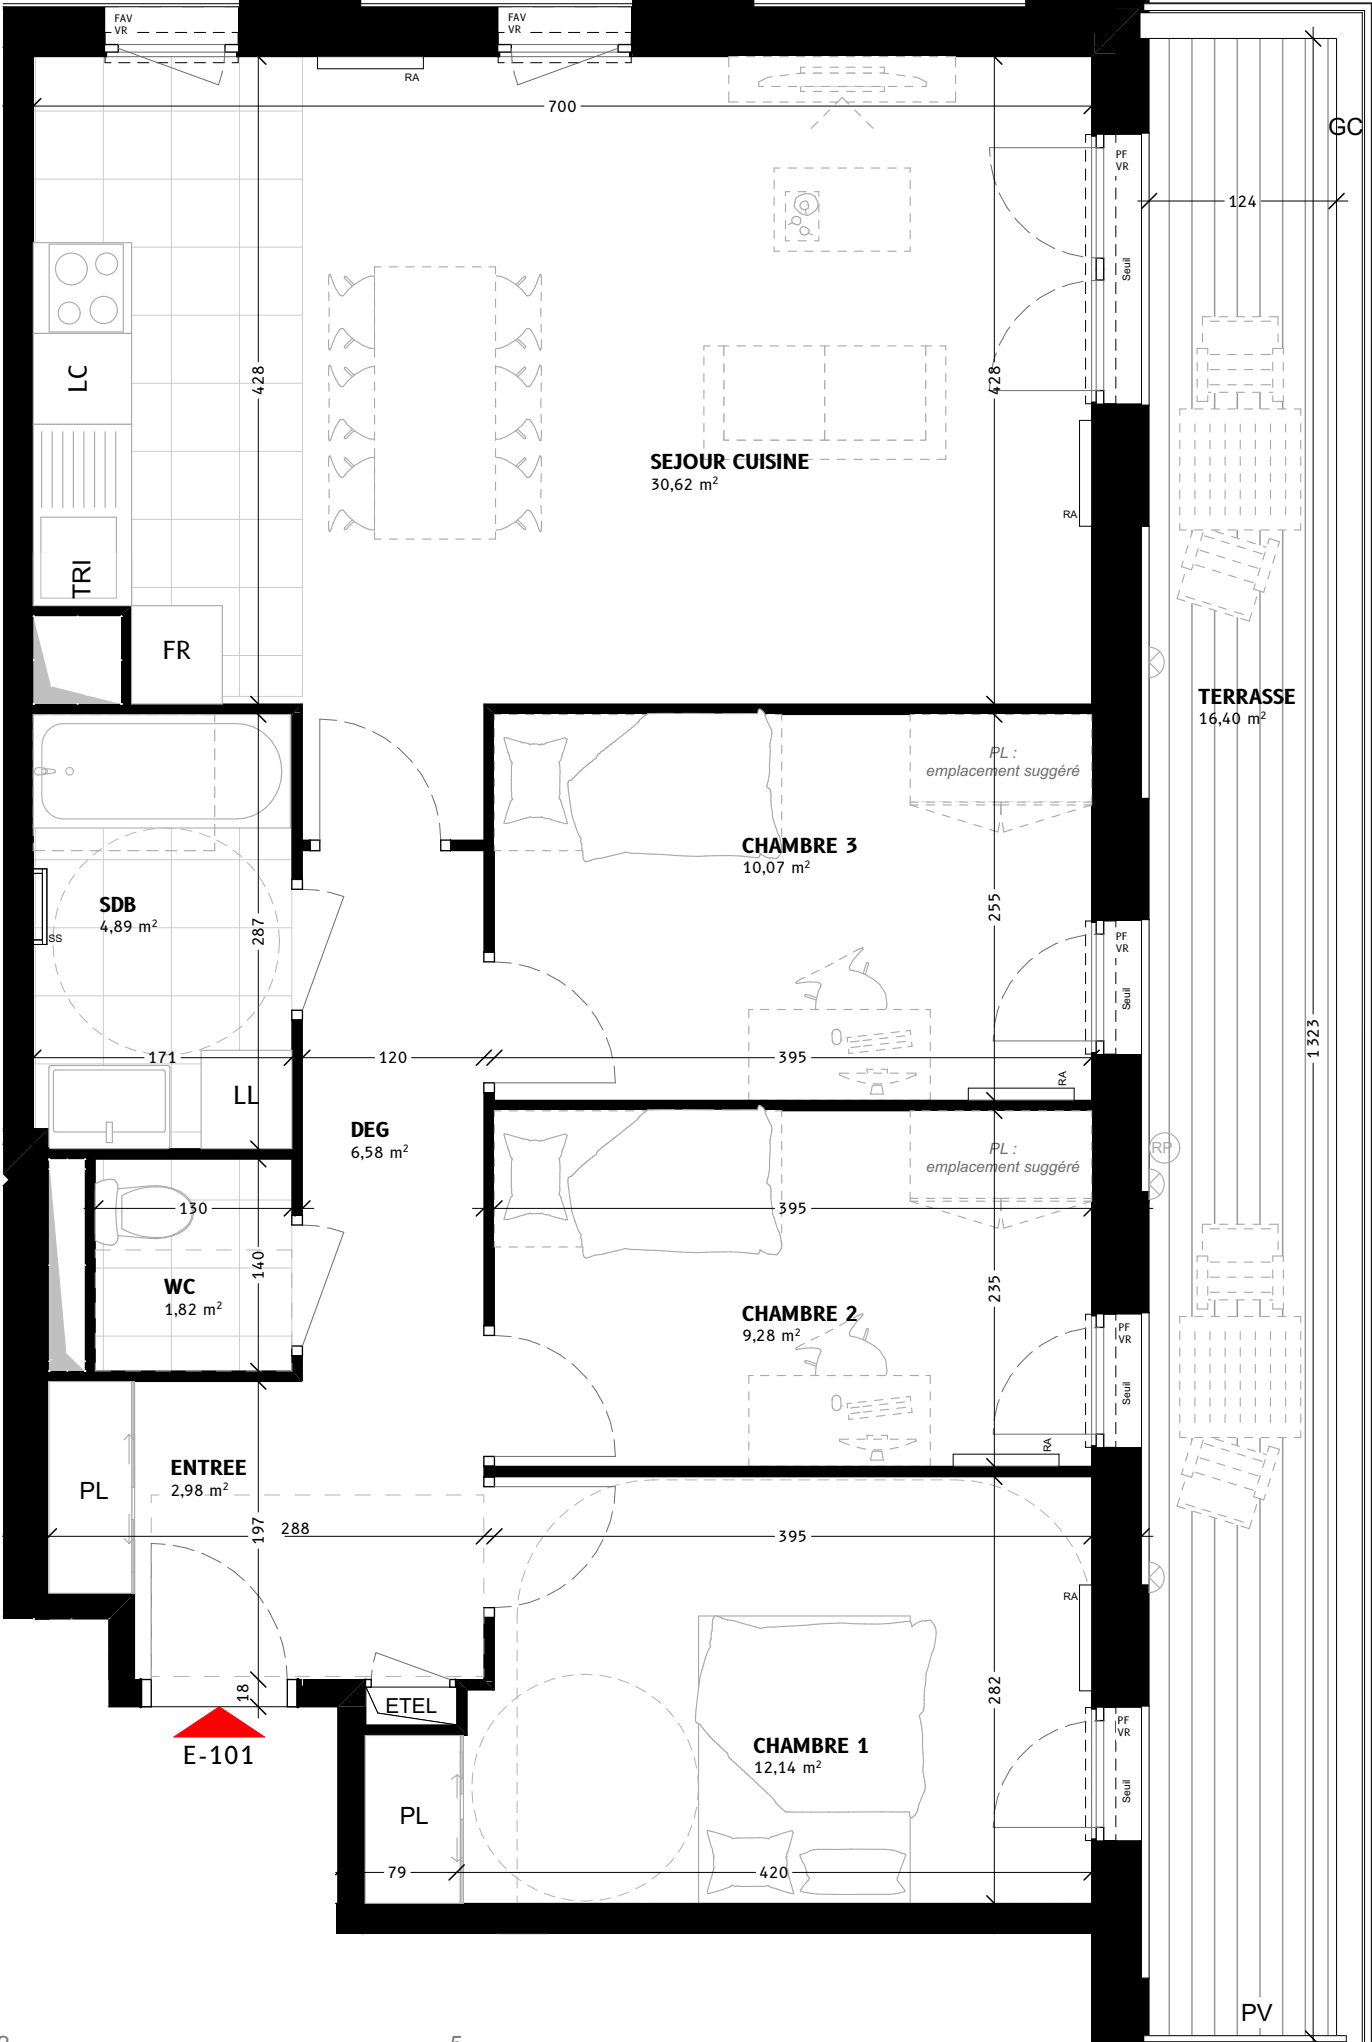 FAV
VR
FAV
VR
RA
700
GC
PF
VR
124
Seuil
LC
428
428
SEJOUR CUISINE
30,62 m²
RA
TRI
FR
TERRASSE
16,40 m²
PL :
emplacement suggéré
CHAMBRE 3
10,07 m²
SDB
4,89 m²
SS
287
255
PF
VR
Seuil
1 323
171
120
395
RA
LL
DEG
6,58 m²
PL :
emplacement suggéré
RP
130
395
140
WC
1,82 m²
235
CHAMBRE 2
9,28 m²
PF
VR
Seuil
RA
ENTREE
2,98 m²
PL
197
288
395
RA
18
ETEL
282
PF
VR
E-101
CHAMBRE 1
12,14 m²
Seuil
PL
79
420
PV